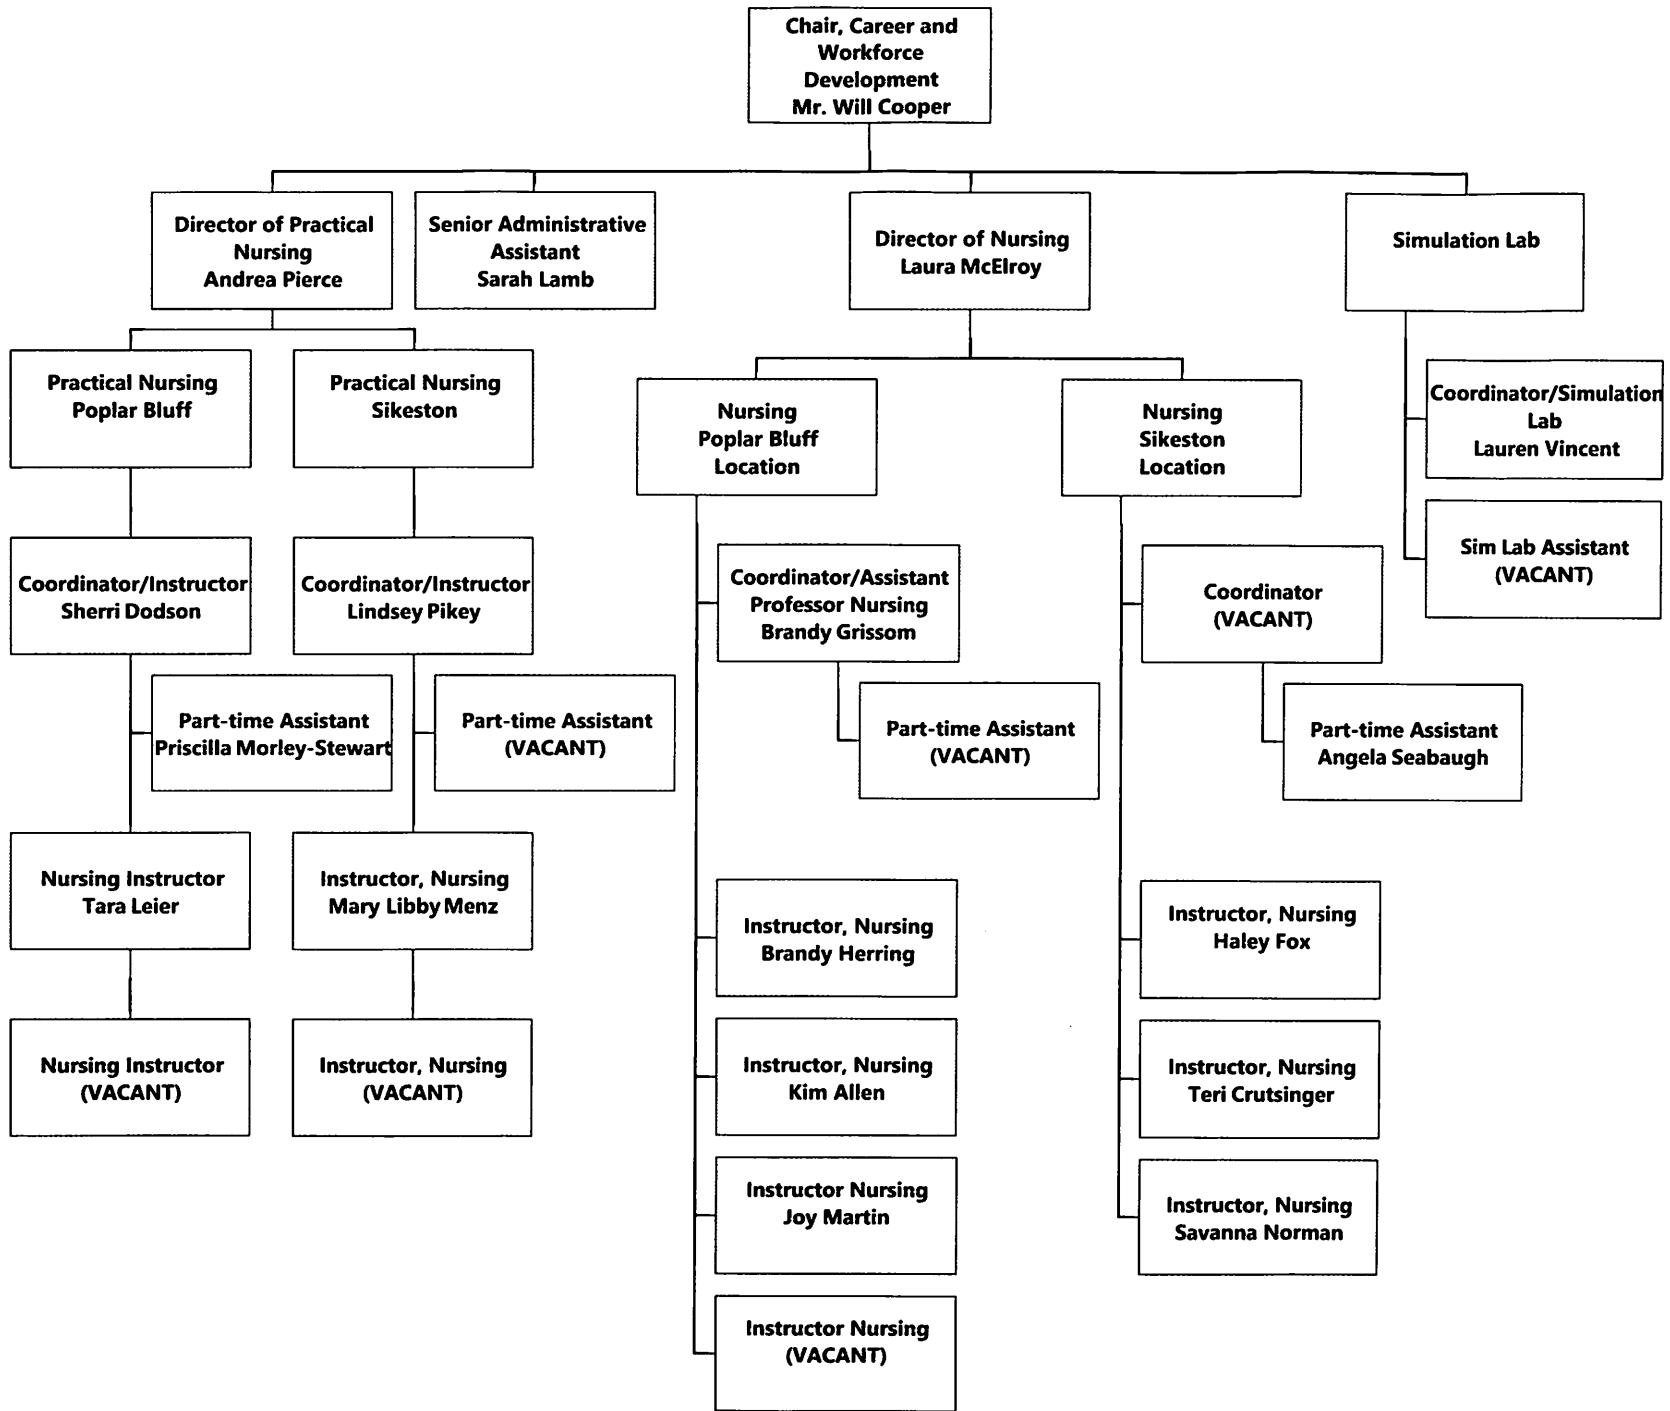 Chair, Career and
Workforce
Development
Mr. Will Cooper
Director of Practical
Nursing
Andrea Pierce
Senior Administrative
Assistant
Sarah Lamb
Director of Nursing
Laura McElroy
Simulation Lab
Practical Nursing
Poplar Bluff
Practical Nursing
Sikeston
Nursing
Poplar Bluff
Location
Nursing
Sikeston
Location
Coordinator/Simulation
Lab
Lauren Vincent
Sim Lab Assistant
(VACANT)
Coordinator/Instructor
Sherri Dodson
Coordinator/Instructor
Lindsey Pikey
Coordinator/Assistant
Professor Nursing
Brandy Grissom
Coordinator
(VACANT)
Part-time Assistant
Priscilla Morley-Stewart
Part-time Assistant
(VACANT)
Part-time Assistant
(VACANT)
Part-time Assistant
Angela Seabaugh
Nursing Instructor
Tara Leier
Instructor, Nursing
Mary Libby Menz
Instructor, Nursing
Brandy Herring
Instructor, Nursing
Haley Fox
Nursing Instructor
(VACANT)
Instructor, Nursing
(VACANT)
Instructor, Nursing
Kim Allen
Instructor, Nursing
Teri Crutsinger
Instructor Nursing
Joy Martin
Instructor, Nursing
Savanna Norman
Instructor Nursing
(VACANT)